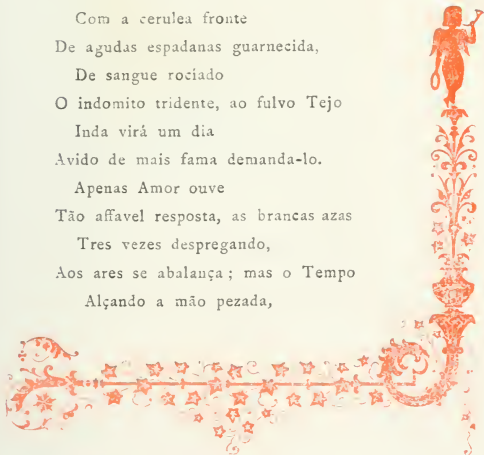 Com a cerulea fronte
De agudas espadanas guarnecida,
De sangue rociado
O indomito tridente, ao fulvo Tejo
Inda virá um dia
Avido de mais fama demanda-lo.
Apenas Amor ouve
Tão affavel resposta, as brancas azas
Tres vezes despregando,
Aos ares se abalança; mas o Tempo
Alçando a mão pezada,